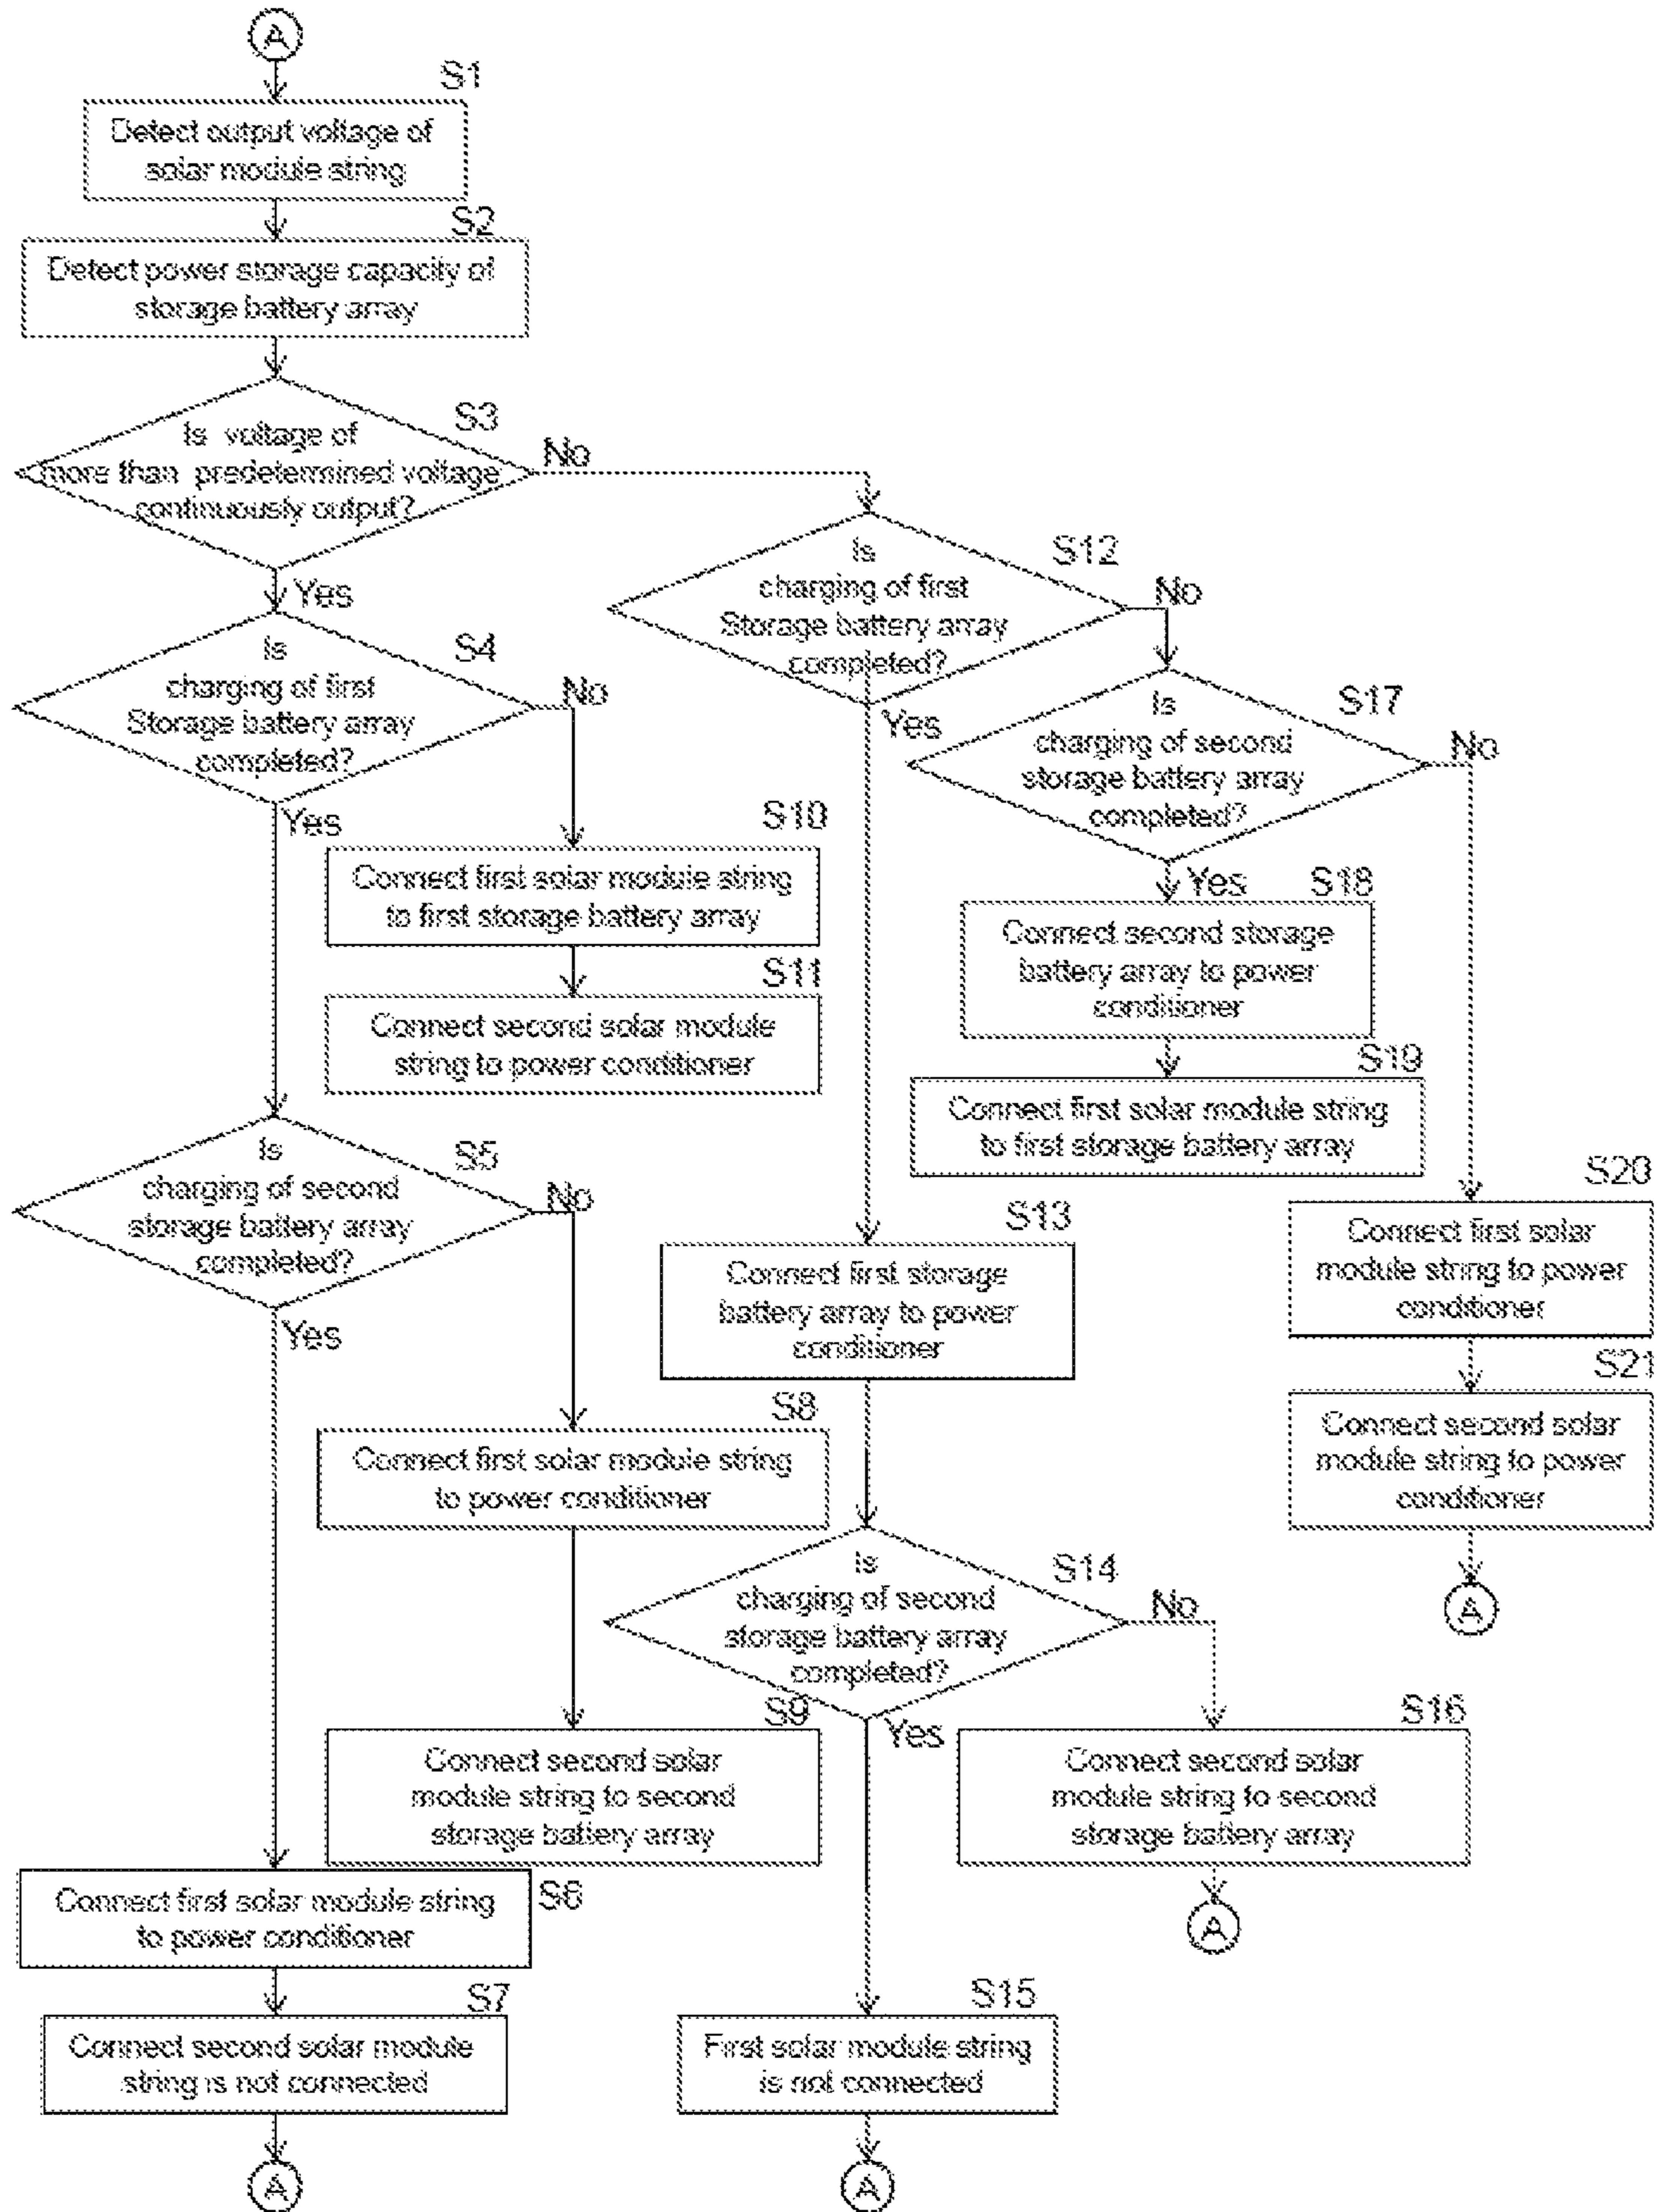 A
S1
Detect output voltage of
solar module string
S2
Detect power storage capacity of
storage battery array
S3
Is voltage of
more than predetermined voltage
continuously output?
No
Yes
S4
Is
charging of first
Storage battery array
completed?
No
Yes
S10
Connect first solar module string
to first storage battery array
S11
Connect second solar module
string to power conditioner
S5
Is
charging of second
storage battery array
completed?
No
Yes
S8
Connect first solar module string
to power conditioner
S9
Connect second solar
module string to second
storage battery array
S6
Connect first solar module string
to power conditioner
S7
Connect second solar module
string is not connected
A
S12
Is
charging of first
Storage battery array
completed?
No
Yes
S17
Is
charging of second
storage battery array
completed?
No
Yes
S18
Connect second storage
battery array to power
conditioner
S19
Connect first solar module string
to first storage battery array
S20
Connect first solar
module string to power
conditioner
S21
Connect second solar
module string to power
conditioner
A
S13
Connect first storage
battery array to power
conditioner
S14
Is
charging of second
storage battery array
completed?
No
Yes
S16
Connect second solar
module string to second
storage battery array
A
S15
First solar module string
is not connected
A